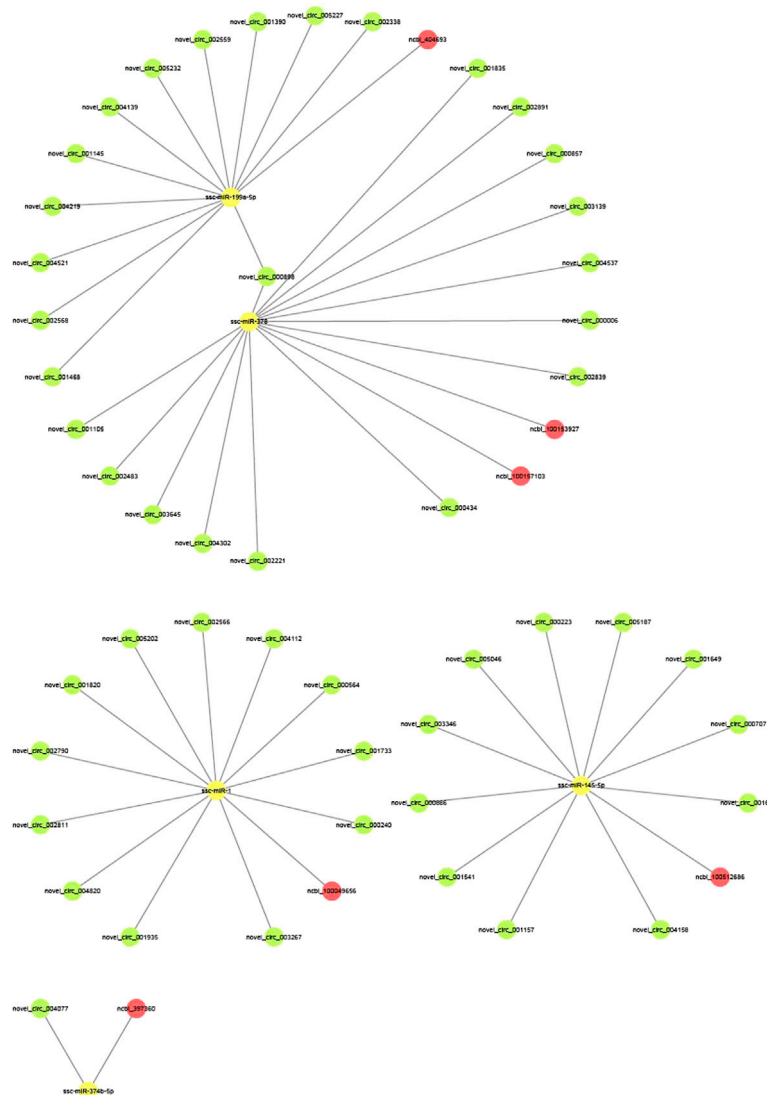 novel_circ_005227
novel_circ_001390
novel_circ_002338
novel_circ_002559
ncbi_404693
novel_circ_005232
novel_circ_001835
novel_circ_004139
novel_circ_002891
novel_circ_001145
novel_circ_000857
ssc-miR-199a-5p
novel_circ_004219
novel_circ_003139
novel_circ_004521
novel_circ_004537
novel_circ_000898
novel_circ_002568
ssc-miR-378
novel_circ_000006
novel_circ_001468
novel_circ_002839
novel_circ_001105
ncbi_100153927
novel_circ_002483
ncbi_100157103
novel_circ_003645
novel_circ_000434
novel_circ_004302
novel_circ_002221
novel_circ_002566
novel_circ_000223
novel_circ_005187
novel_circ_005202
novel_circ_004112
novel_circ_005046
novel_circ_001649
novel_circ_001820
novel_circ_000564
novel_circ_003346
novel_circ_000707
novel_circ_002790
novel_circ_001733
ssc-miR-1
ssc-miR-145-5p
novel_circ_000886
novel_circ_0016
novel_circ_002811
novel_circ_000240
novel_circ_004820
ncbi_100049656
novel_circ_001541
ncbi_100512686
novel_circ_001935
novel_circ_003267
novel_circ_001157
novel_circ_004158
novel_circ_004077
ncbi_397360
ssc-miR-374b-5p